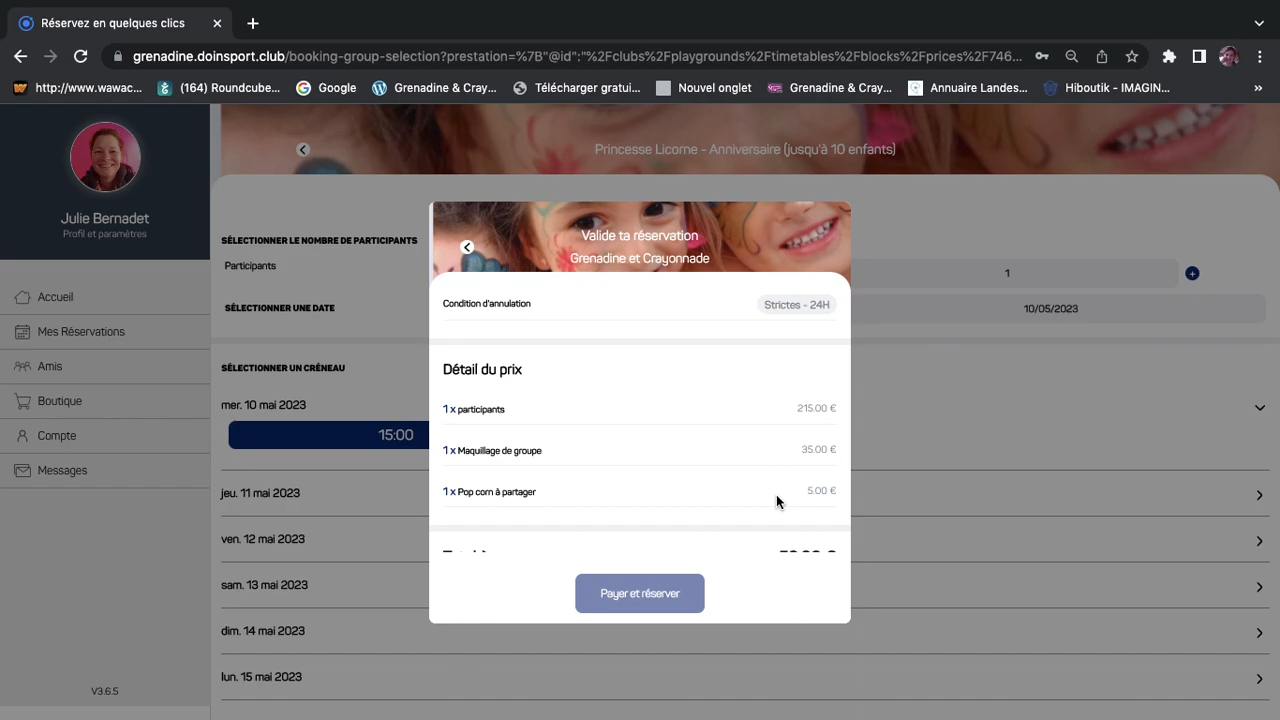 Réservez en quelques clics
grenadine.doinsport.club/booking-group-selection?prestation=%7B"@id":"%2Fclubs%2Fplaygrounds%2Ftimetables%2Fblocks%2Fprices%2F746...
http://www.wawac...
(164) Roundcube...
Google
Grenadine & Cray...
Télécharger gratui...
Nouvel onglet
Grenadine & Cray...
Annuaire Landes...
Hiboutik - IMAGIN...
»
Julie Bernadet
Profil et paramètres
Accueil
Mes Réservations
Amis
Boutique
Compte
Messages
V3.6.5
Princesse Licorne - Anniversaire (jusqu'à 10 enfants)
SÉLECTIONNER LE NOMBRE DE PARTICIPANTS
Participants
1
SÉLECTIONNER UNE DATE
10/05/2023
SÉLECTIONNER UN CRÉNEAU
mer. 10 mai 2023
15:00
jeu. 11 mai 2023
ven. 12 mai 2023
sam. 13 mai 2023
dim. 14 mai 2023
lun. 15 mai 2023
Valide ta réservation
Grenadine et Crayonnade
Condition d'annulation
Strictes - 24H
Détail du prix
1 x participants 215.00 €
1 x Maquillage de groupe 35.00 €
1 x Pop corn à partager 5.00 €
Payer et réserver